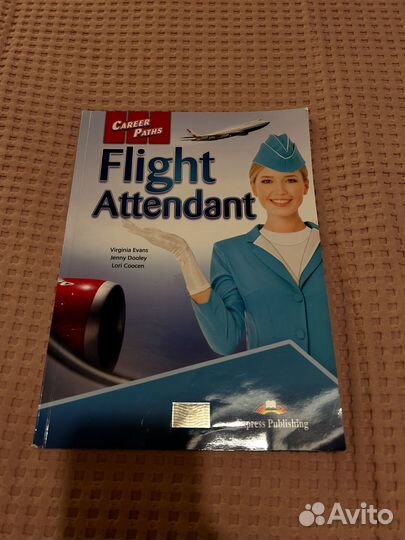 CAREER
PATHS
Flight
Attendant
Virginia Evans
Jenny Dooley
Lori Coocen
Express Publishing
Avito